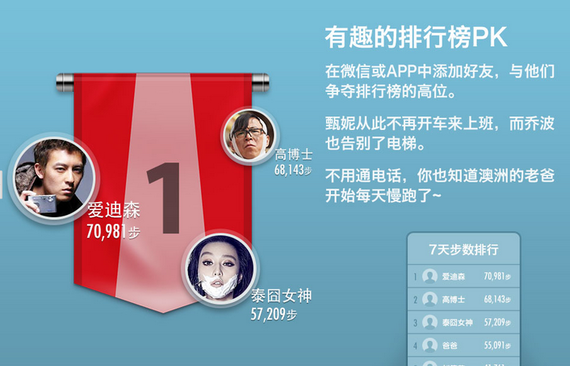 有趣的排行榜PK
在微信或APP中添加好友，与他们
争夺排行榜的高位。
甄妮从此不再开车来上班，而乔波
也告别了电梯。
不用通电话，你也知道澳洲的老爸
开始每天慢跑了~
1
高博士
68,143步
爱迪森
70,981步
泰囧女神
57,209步
7天步数排行
1 爱迪森 70,981步
2 高博士 68,143步
3 泰囧女神 57,209步
4 爸爸 55,091步